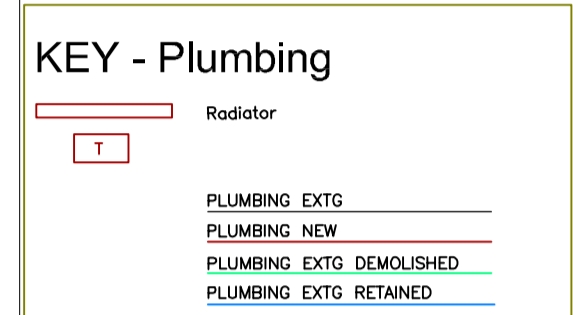 KEY - Plumbing
Radiator
T
PLUMBING EXTG
PLUMBING NEW
PLUMBING EXTG DEMOLISHED
PLUMBING EXTG RETAINED